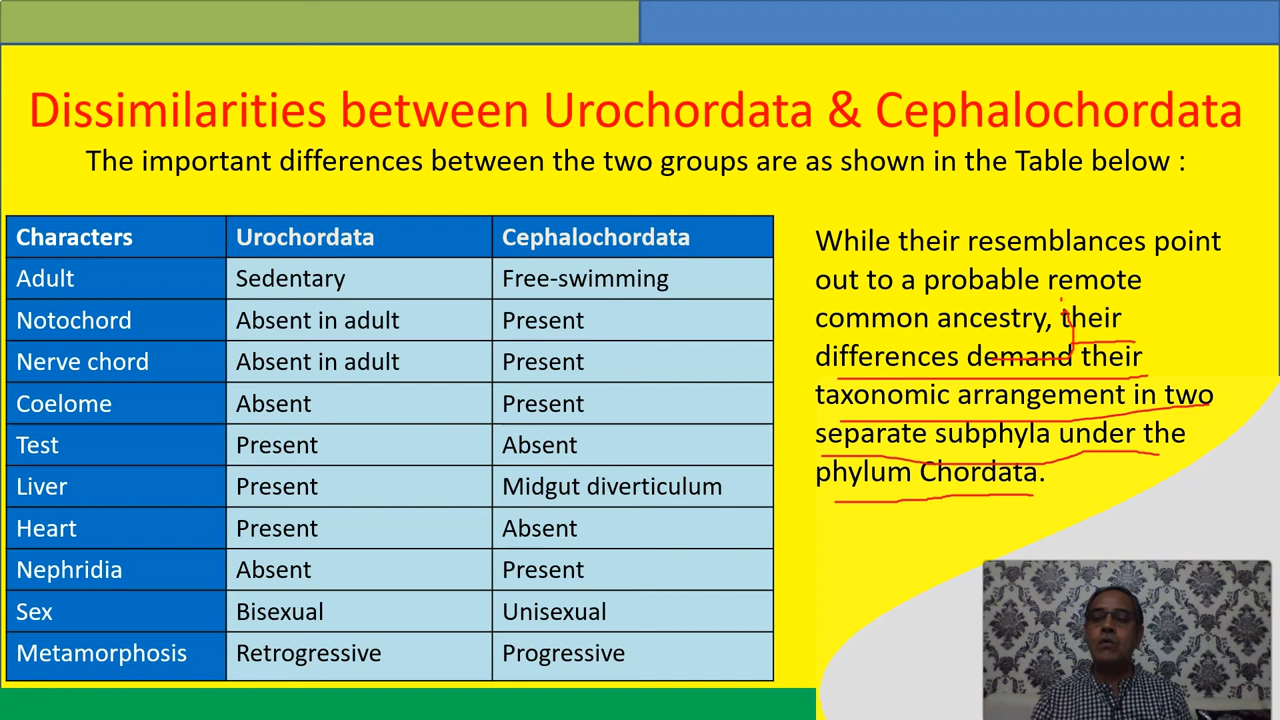 Dissimilarities between Urochordata & Cephalochordata
The important differences between the two groups are as shown in the Table below :
Characters Urochordata Cephalochordata
Adult Sedentary Free-swimming
Notochord Absent in adult Present
Nerve chord Absent in adult Present
Coelome Absent Present
Test Present Absent
Liver Present Midgut diverticulum
Heart Present Absent
Nephridia Absent Present
Sex Bisexual Unisexual
Metamorphosis Retrogressive Progressive
While their resemblances point
out to a probable remote
common ancestry, their
differences demand their
taxonomic arrangement in two
separate subphyla under the
phylum Chordata.